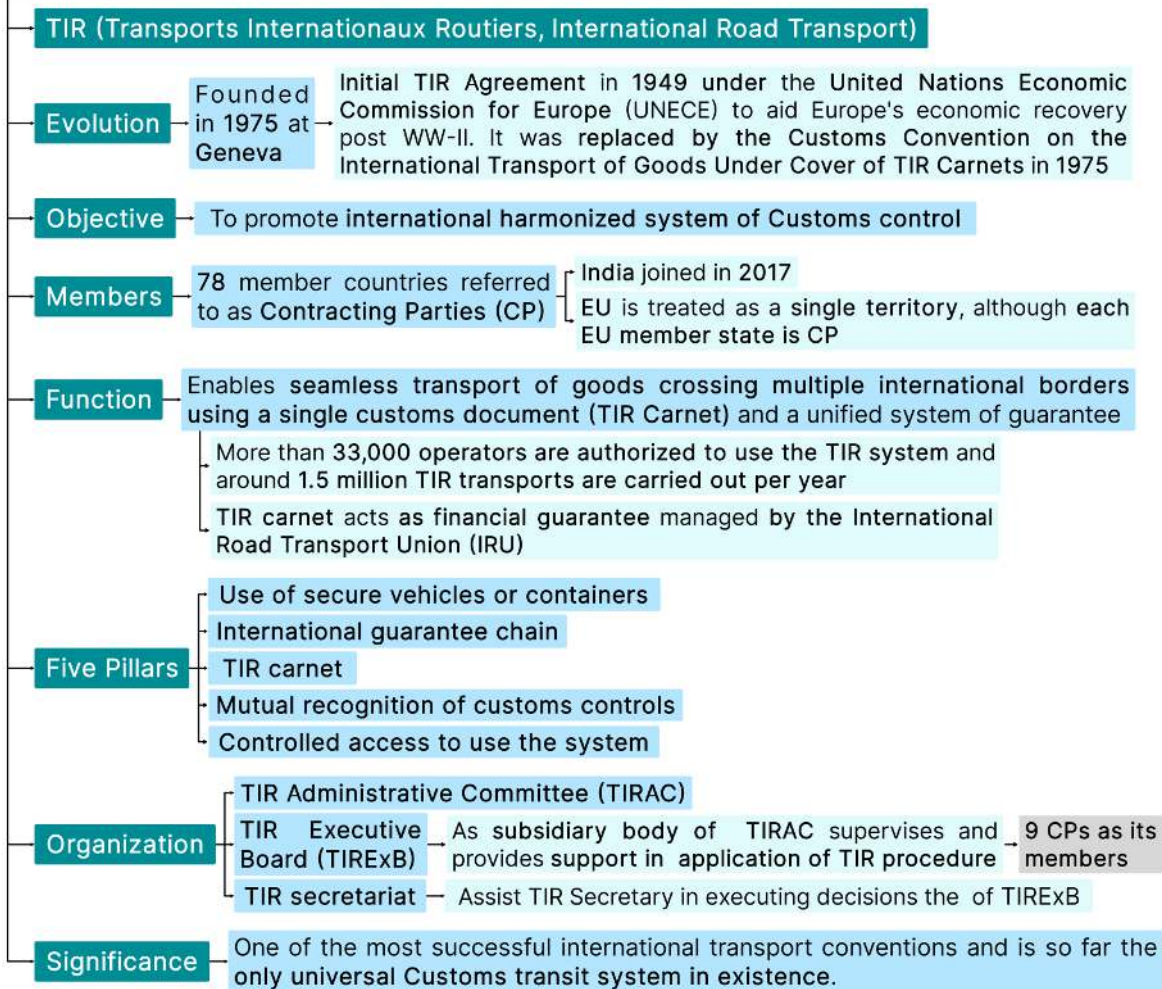 TIR (Transports Internationaux Routiers, International Road Transport)
Evolution
Founded
in 1975 at
Geneva
Initial TIR Agreement in 1949 under the United Nations Economic
Commission for Europe (UNECE) to aid Europe's economic recovery
post WW-II. It was replaced by the Customs Convention on the
International Transport of Goods Under Cover of TIR Carnets in 1975
Objective
To promote international harmonized system of Customs control
Members
78 member countries referred
to as Contracting Parties (CP)
India joined in 2017
EU is treated as a single territory, although each
EU member state is CP
Function
Enables seamless transport of goods crossing multiple international borders
using a single customs document (TIR Carnet) and a unified system of guarantee
More than 33,000 operators are authorized to use the TIR system and
around 1.5 million TIR transports are carried out per year
TIR carnet acts as financial guarantee managed by the International
Road Transport Union (IRU)
Five Pillars
Use of secure vehicles or containers
International guarantee chain
TIR carnet
Mutual recognition of customs controls
Controlled access to use the system
Organization
TIR Administrative Committee (TIRAC)
TIR Executive
Board (TIRExB)
As subsidiary body of TIRAC supervises and
provides support in application of TIR procedure
9 CPs as its
members
TIR secretariat
Assist TIR Secretary in executing decisions the of TIRExB
Significance
One of the most successful international transport conventions and is so far the
only universal Customs transit system in existence.